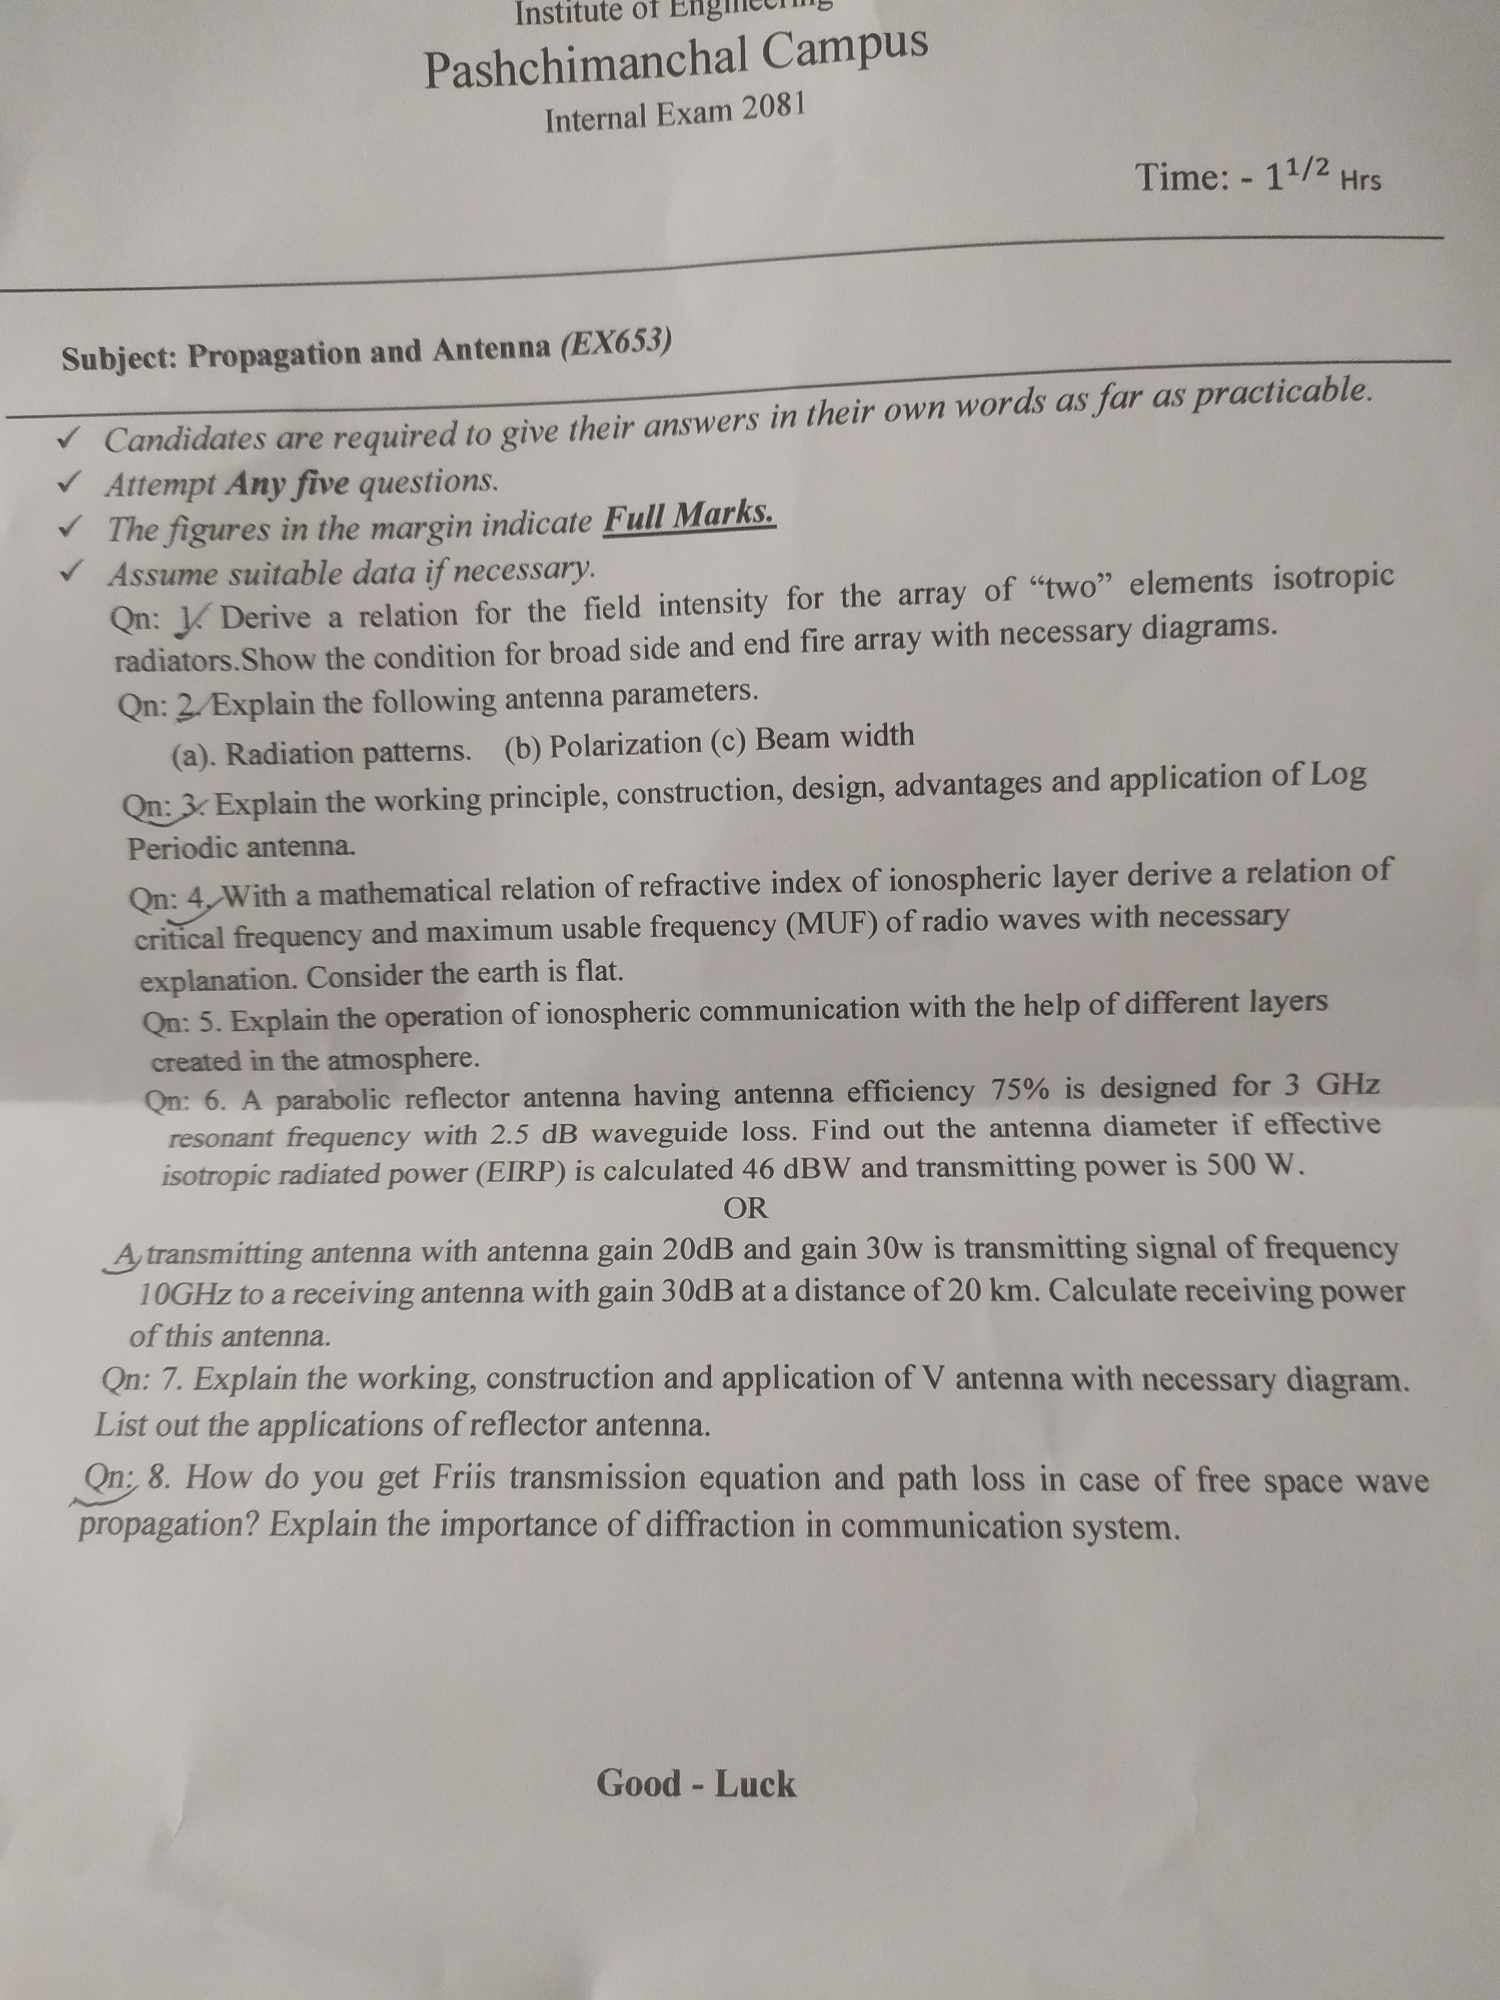 Institute of Engineering
Pashchimanchal Campus
Internal Exam 2081
Time: - 1 1/2 Hrs
Subject: Propagation and Antenna (EX653)
✓ Candidates are required to give their answers in their own words as far as practicable.
✓ Attempt Any five questions.
✓ The figures in the margin indicate Full Marks.
✓ Assume suitable data if necessary.
Qn: 1. Derive a relation for the field intensity for the array of “two” elements isotropic
radiators.Show the condition for broad side and end fire array with necessary diagrams.
Qn: 2. Explain the following antenna parameters.
(a). Radiation patterns. (b) Polarization (c) Beam width
Qn: 3. Explain the working principle, construction, design, advantages and application of Log
Periodic antenna.
Qn: 4. With a mathematical relation of refractive index of ionospheric layer derive a relation of
critical frequency and maximum usable frequency (MUF) of radio waves with necessary
explanation. Consider the earth is flat.
Qn: 5. Explain the operation of ionospheric communication with the help of different layers
created in the atmosphere.
Qn: 6. A parabolic reflector antenna having antenna efficiency 75% is designed for 3 GHz
resonant frequency with 2.5 dB waveguide loss. Find out the antenna diameter if effective
isotropic radiated power (EIRP) is calculated 46 dBW and transmitting power is 500 W.
OR
A transmitting antenna with antenna gain 20dB and gain 30w is transmitting signal of frequency
10GHz to a receiving antenna with gain 30dB at a distance of 20 km. Calculate receiving power
of this antenna.
Qn: 7. Explain the working, construction and application of V antenna with necessary diagram.
List out the applications of reflector antenna.
Qn: 8. How do you get Friis transmission equation and path loss in case of free space wave
propagation? Explain the importance of diffraction in communication system.
Good - Luck